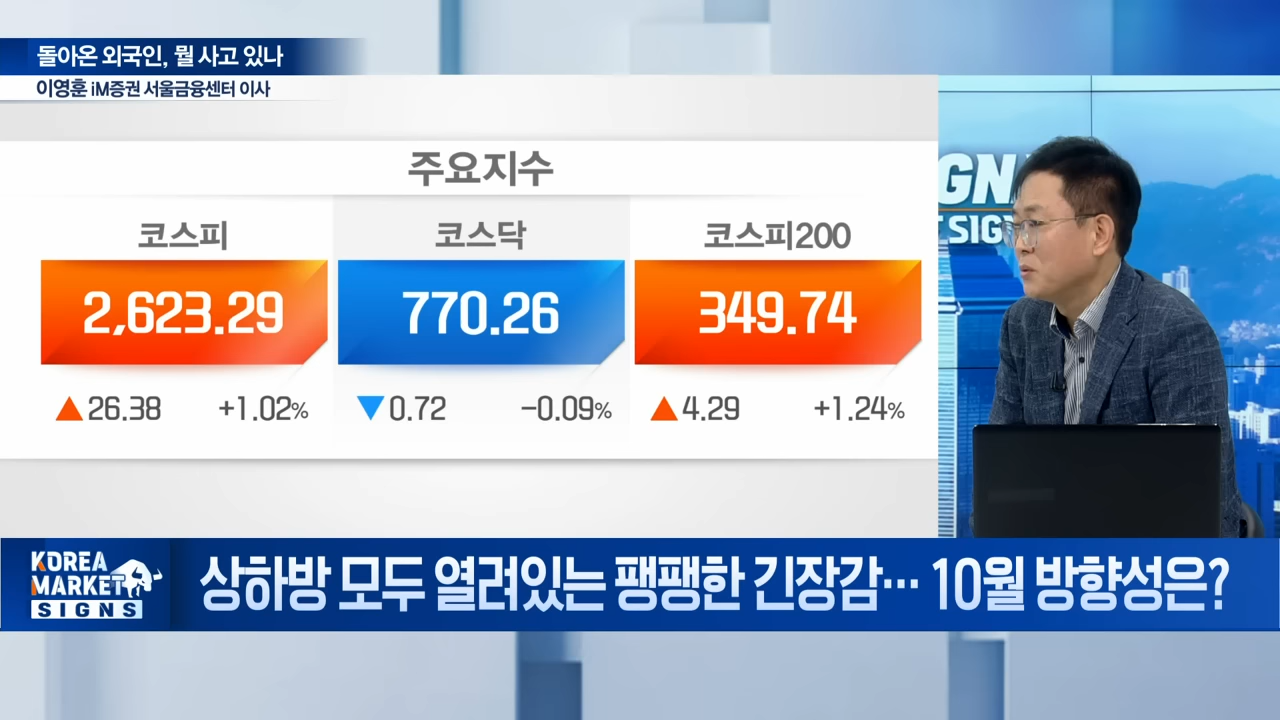 돌아온 외국인, 뭘 사고 있나
이영훈 iM증권 서울금융센터 이사
주요지수
코스피 코스닥 코스피200
2,623.29 770.26 349.74
▲26.38 +1.02% ▼0.72 -0.09% ▲4.29 +1.24%
GNA
T SIG
KOREA
MARKET
SIGNS
상하방 모두 열려있는 팽팽한 긴장감… 10월 방향성은?